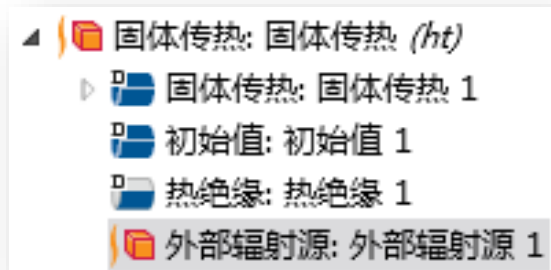 固体传热: 固体传热 (ht)
固体传热: 固体传热 1
初始值: 初始值 1
热绝缘: 热绝缘 1
外部辐射源: 外部辐射源 1